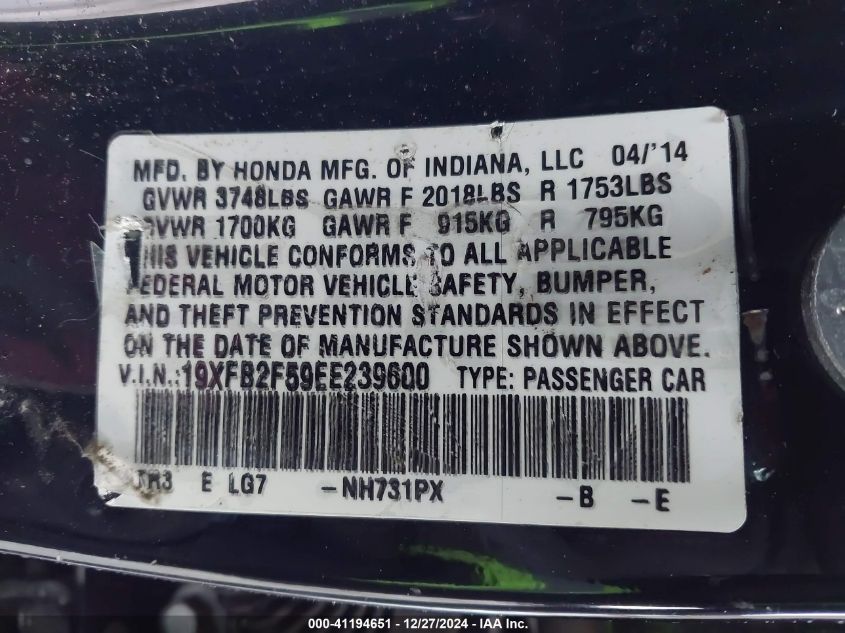 MFD. BY HONDA MFG. OF INDIANA, LLC 04/'14
GVWR 3748LBS GAWR F 2018LBS R 1753LBS
GVWR 1700KG GAWR F 915KG R 795KG
THIS VEHICLE CONFORMS TO ALL APPLICABLE
FEDERAL MOTOR VEHICLE SAFETY, BUMPER,
AND THEFT PREVENTION STANDARDS IN EFFECT
ON THE DATE OF MANUFACTURE SHOWN ABOVE.
V.I.N.:19XFB2F59EE239600 TYPE: PASSENGER CAR
TR3 E LG7 -NH731PX -B -E
000-41194651 - 12/27/2024 - IAA Inc.